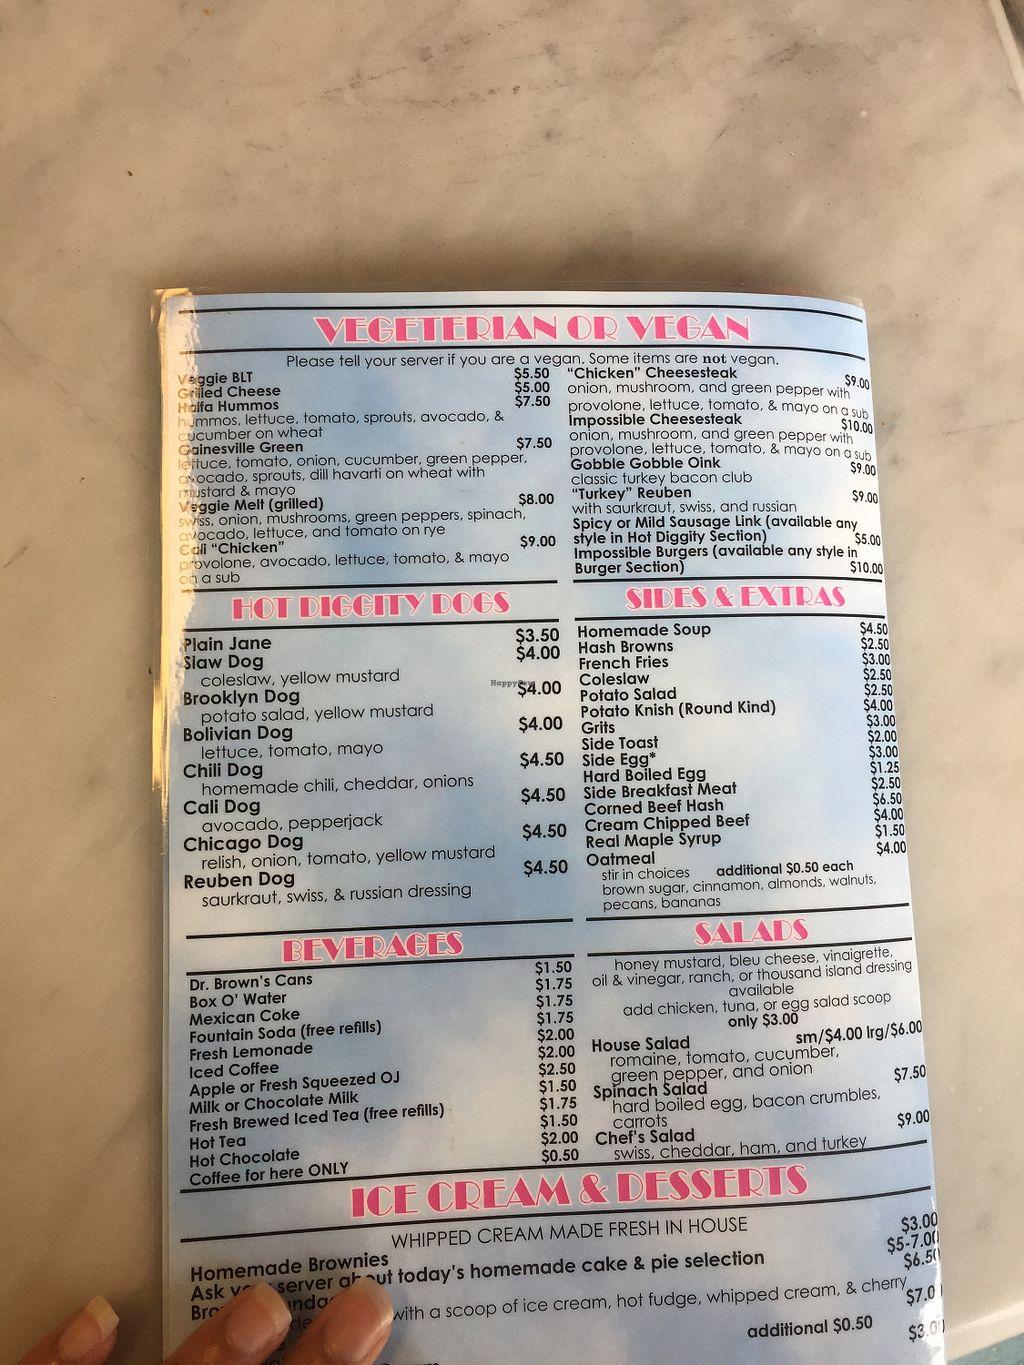 VEGETERIAN OR VEGAN
Please tell your server if you are a vegan. Some items are not vegan.
Veggie BLT $5.50
Grilled Cheese $5.00
Haifa Hummos $7.50
hummos, lettuce, tomato, sprouts, avocado, &
cucumber on wheat
Gainesville Green $7.50
lettuce, tomato, onion, cucumber, green pepper,
avocado, sprouts, dill havarti on wheat with
mustard & mayo
Veggie Melt (grilled) $8.00
swiss, onion, mushrooms, green peppers, spinach,
avocado, lettuce, and tomato on rye
Cali "Chicken" $9.00
provolone, avocado, lettuce, tomato, & mayo
on a sub
"Chicken" Cheesesteak $9.00
onion, mushroom, and green pepper with
provolone, lettuce, tomato, & mayo on a sub
Impossible Cheesesteak $10.00
onion, mushroom, and green pepper with
provolone, lettuce, tomato, & mayo on a sub
Gobble Gobble Oink $9.00
classic turkey bacon club
"Turkey" Reuben $9.00
with saurkraut, swiss, and russian
Spicy or Mild Sausage Link (available any
style in Hot Diggity Section) $5.00
Impossible Burgers (available any style in
Burger Section) $10.00
HOT DIGGITY DOGS
Plain Jane $3.50
Slaw Dog $4.00
coleslaw, yellow mustard
Brooklyn Dog $4.00
potato salad, yellow mustard
Bolivian Dog $4.00
lettuce, tomato, mayo
Chili Dog $4.50
homemade chili, cheddar, onions
Cali Dog $4.50
avocado, pepperjack
Chicago Dog $4.50
relish, onion, tomato, yellow mustard
Reuben Dog $4.50
saurkraut, swiss, & russian dressing
SIDES & EXTRAS
Homemade Soup $4.50
Hash Browns $2.50
French Fries $3.00
Coleslaw $2.50
Potato Salad $2.50
Potato Knish (Round Kind) $4.00
Grits $3.00
Side Toast $2.00
Side Egg* $3.00
Hard Boiled Egg $1.25
Side Breakfast Meat $2.50
Corned Beef Hash $6.50
Cream Chipped Beef $4.00
Real Maple Syrup $1.50
Oatmeal $4.00
stir in choices additional $0.50 each
brown sugar, cinnamon, almonds, walnuts,
pecans, bananas
BEVERAGES
Dr. Brown's Cans $1.50
Box O' Water $1.75
Mexican Coke $1.75
Fountain Soda (free refills) $1.75
Fresh Lemonade $2.00
Iced Coffee $2.00
Apple or Fresh Squeezed OJ $2.50
Milk or Chocolate Milk $1.50
Fresh Brewed Iced Tea (free refills) $1.75
Hot Tea $1.50
Hot Chocolate $2.00
Coffee for here ONLY $0.50
SALADS
honey mustard, bleu cheese, vinaigrette,
oil & vinegar, ranch, or thousand island dressing
available
add chicken, tuna, or egg salad scoop
only $3.00
House Salad sm/$4.00 lrg/$6.00
romaine, tomato, cucumber,
green pepper, and onion
Spinach Salad $7.50
hard boiled egg, bacon crumbles,
carrots
Chef's Salad $9.00
swiss, cheddar, ham, and turkey
ICE CREAM & DESSERTS
WHIPPED CREAM MADE FRESH IN HOUSE
Homemade Brownies $3.00
Ask your server about today's homemade cake & pie selection $5-7.00
$6.50
with a scoop of ice cream, hot fudge, whipped cream, & cherry
$7.0
additional $0.50
$3.00